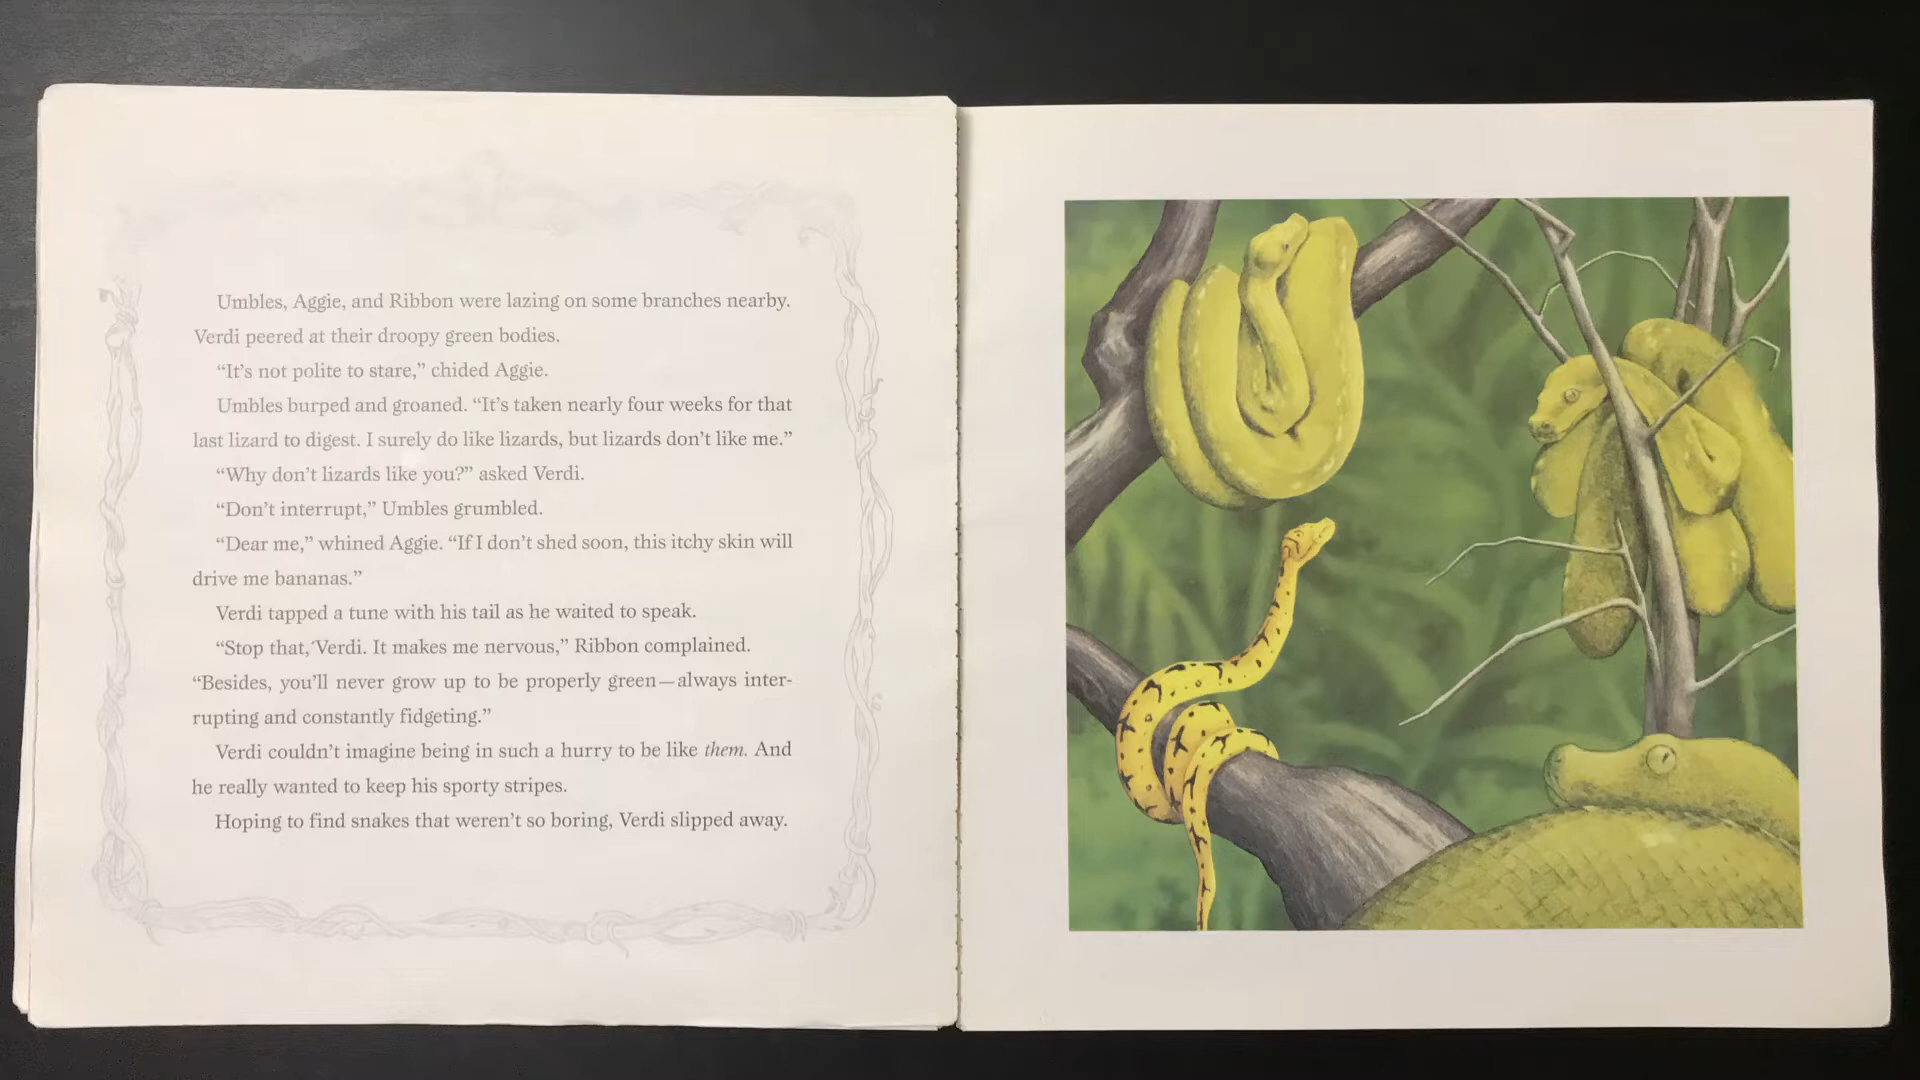 Umbles, Aggie, and Ribbon were lazing on some branches nearby.
Verdi peered at their droopy green bodies.
“It’s not polite to stare,” chided Aggie.
Umbles burped and groaned. “It’s taken nearly four weeks for that
last lizard to digest. I surely do like lizards, but lizards don’t like me.”
“Why don’t lizards like you?” asked Verdi.
“Don’t interrupt,” Umbles grumbled.
“Dear me,” whined Aggie. “If I don’t shed soon, this itchy skin will
drive me bananas.”
Verdi tapped a tune with his tail as he waited to speak.
“Stop that, Verdi. It makes me nervous,” Ribbon complained.
“Besides, you’ll never grow up to be properly green—always inter-
rupting and constantly fidgeting.”
Verdi couldn’t imagine being in such a hurry to be like them. And
he really wanted to keep his sporty stripes.
Hoping to find snakes that weren’t so boring, Verdi slipped away.